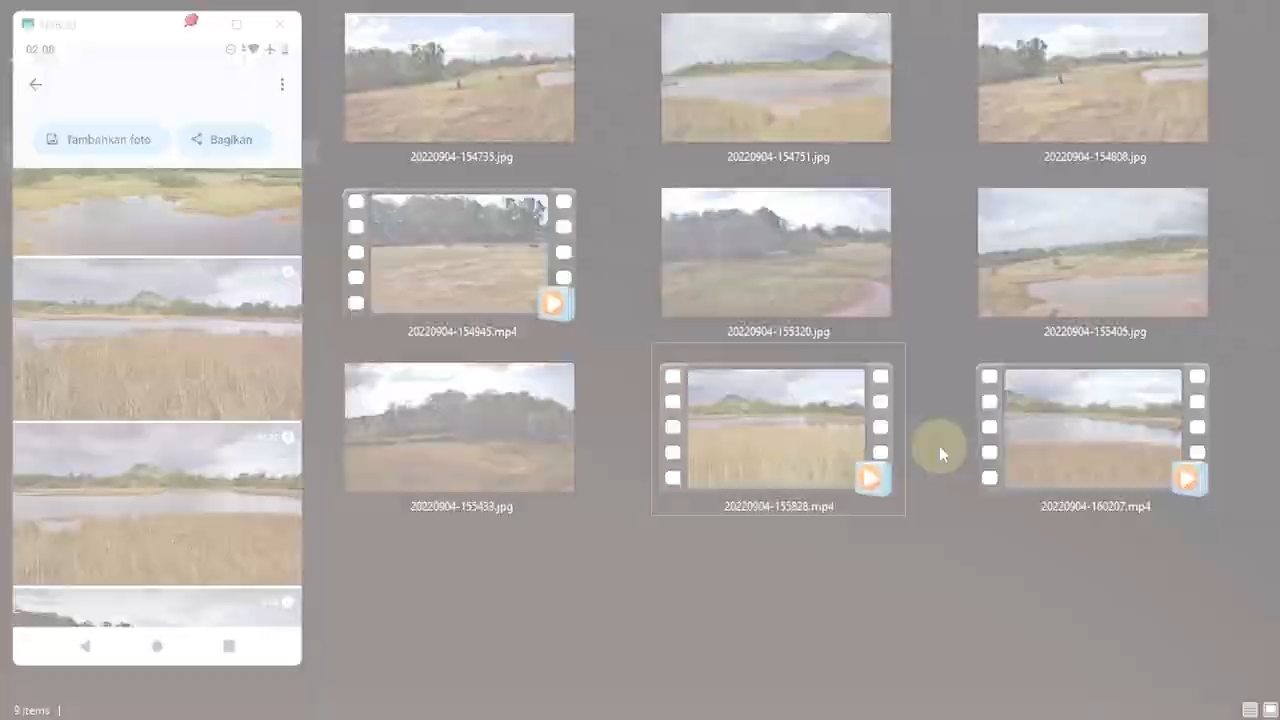 02.00
Tambahkan foto
Bagikan
20220904-154735.jpg
20220904-154751.jpg
20220904-154808.jpg
20220904-154945.mp4
20220904-155320.jpg
20220904-155405.jpg
20220904-155433.jpg
20220904-155828.mp4
20220904-160207.mp4
9 items